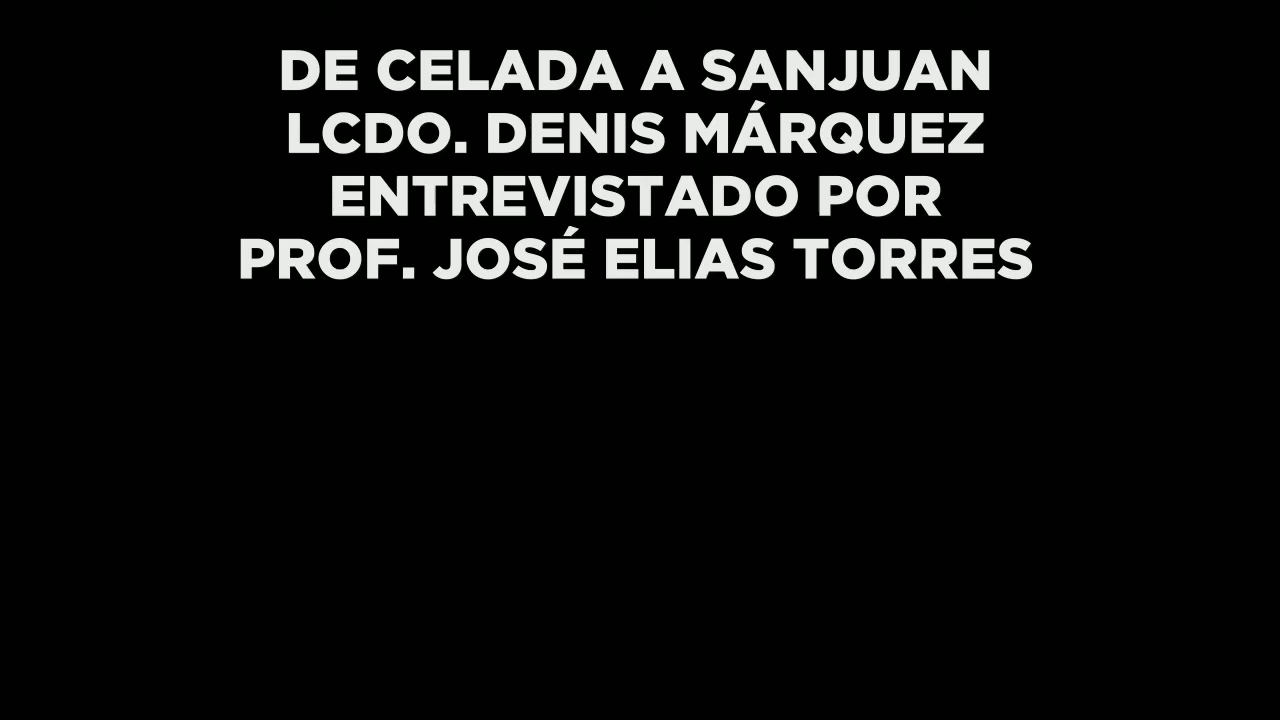 DE CELADA A SANJUAN
LCDO. DENIS MÁRQUEZ
ENTREVISTADO POR
PROF. JOSÉ ELIAS TORRES